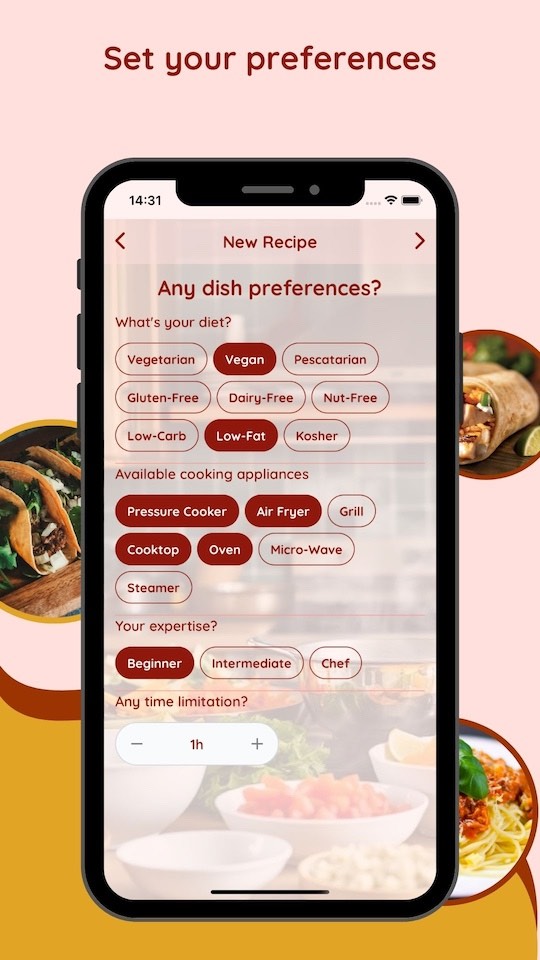 Set your preferences
14:31
New Recipe
Any dish preferences?
What's your diet?
Vegetarian Vegan Pescatarian
Gluten-Free Dairy-Free Nut-Free
Low-Carb Low-Fat Kosher
Available cooking appliances
Pressure Cooker Air Fryer Grill
Cooktop Oven Micro-Wave
Steamer
Your expertise?
Beginner Intermediate Chef
Any time limitation?
− 1h +